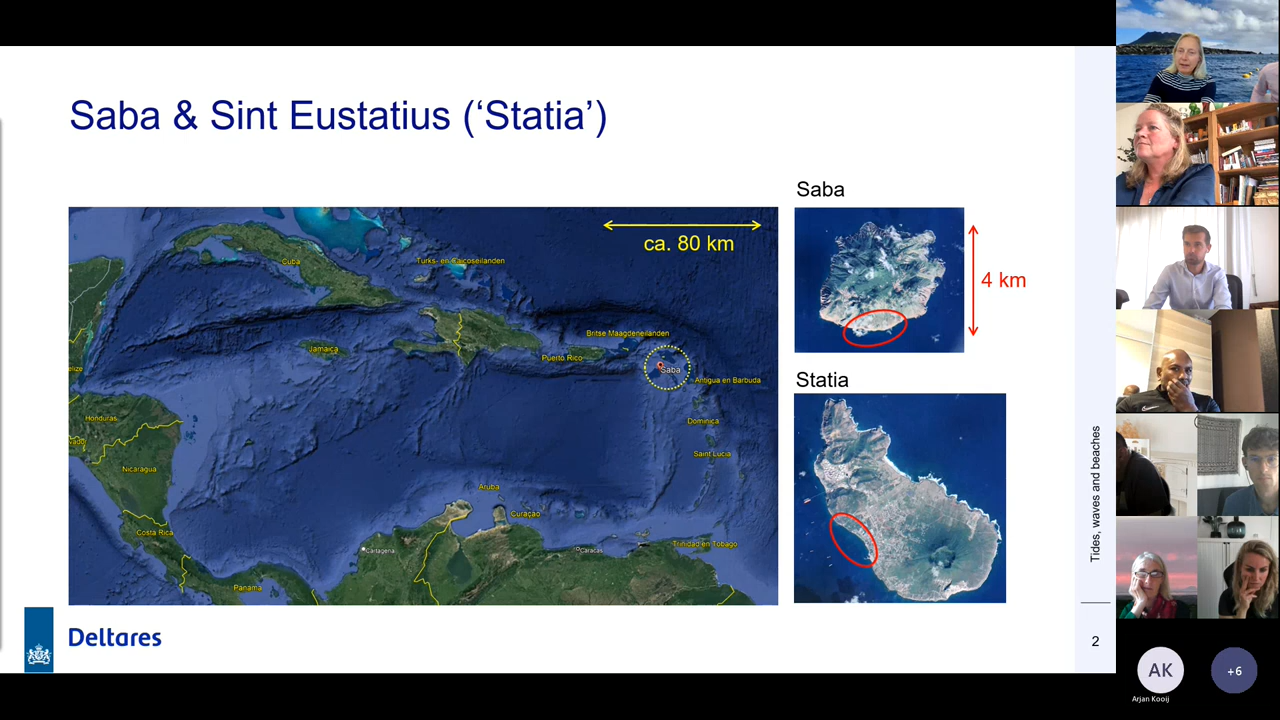 Saba & Sint Eustatius (‘Statia’)
ca. 80 km
Cuba
Turks- en Caicoseilanden
Britse Maagdeneilanden
Jamaica
Puerto Rico
Saba
Antigua en Barbuda
elize
Honduras
vador
Dominica
Nicaragua
Saint Lucia
Aruba
Curaçao
Costa Rica
Cartagena
Caracas
Trinidad en Tobago
Panama
Saba
4 km
Statia
Tides, waves and beaches
2
Deltares
AK
Arjan Kooij
+6